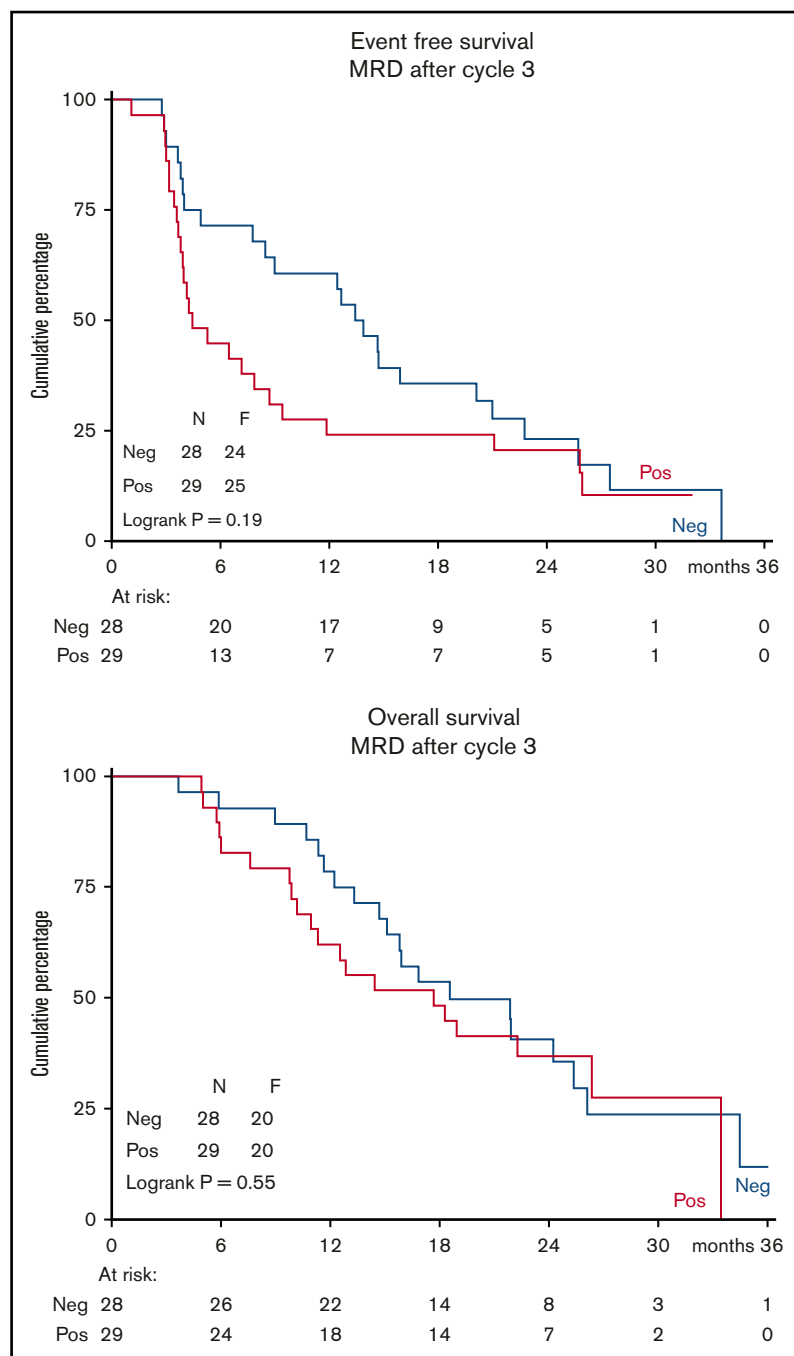 Event free survival
MRD after cycle 3
Cumulative percentage
100
75
50
25
0
N F
Neg 28 24
Pos 29 25
Logrank P = 0.19
Pos
Neg
0 6 12 18 24 30 months 36
At risk:
Neg 28 20 17 9 5 1 0
Pos 29 13 7 7 5 1 0
Overall survival
MRD after cycle 3
Cumulative percentage
100
75
50
25
0
N F
Neg 28 20
Pos 29 20
Logrank P = 0.55
Neg
Pos
0 6 12 18 24 30 months 36
At risk:
Neg 28 26 22 14 8 3 1
Pos 29 24 18 14 7 2 0